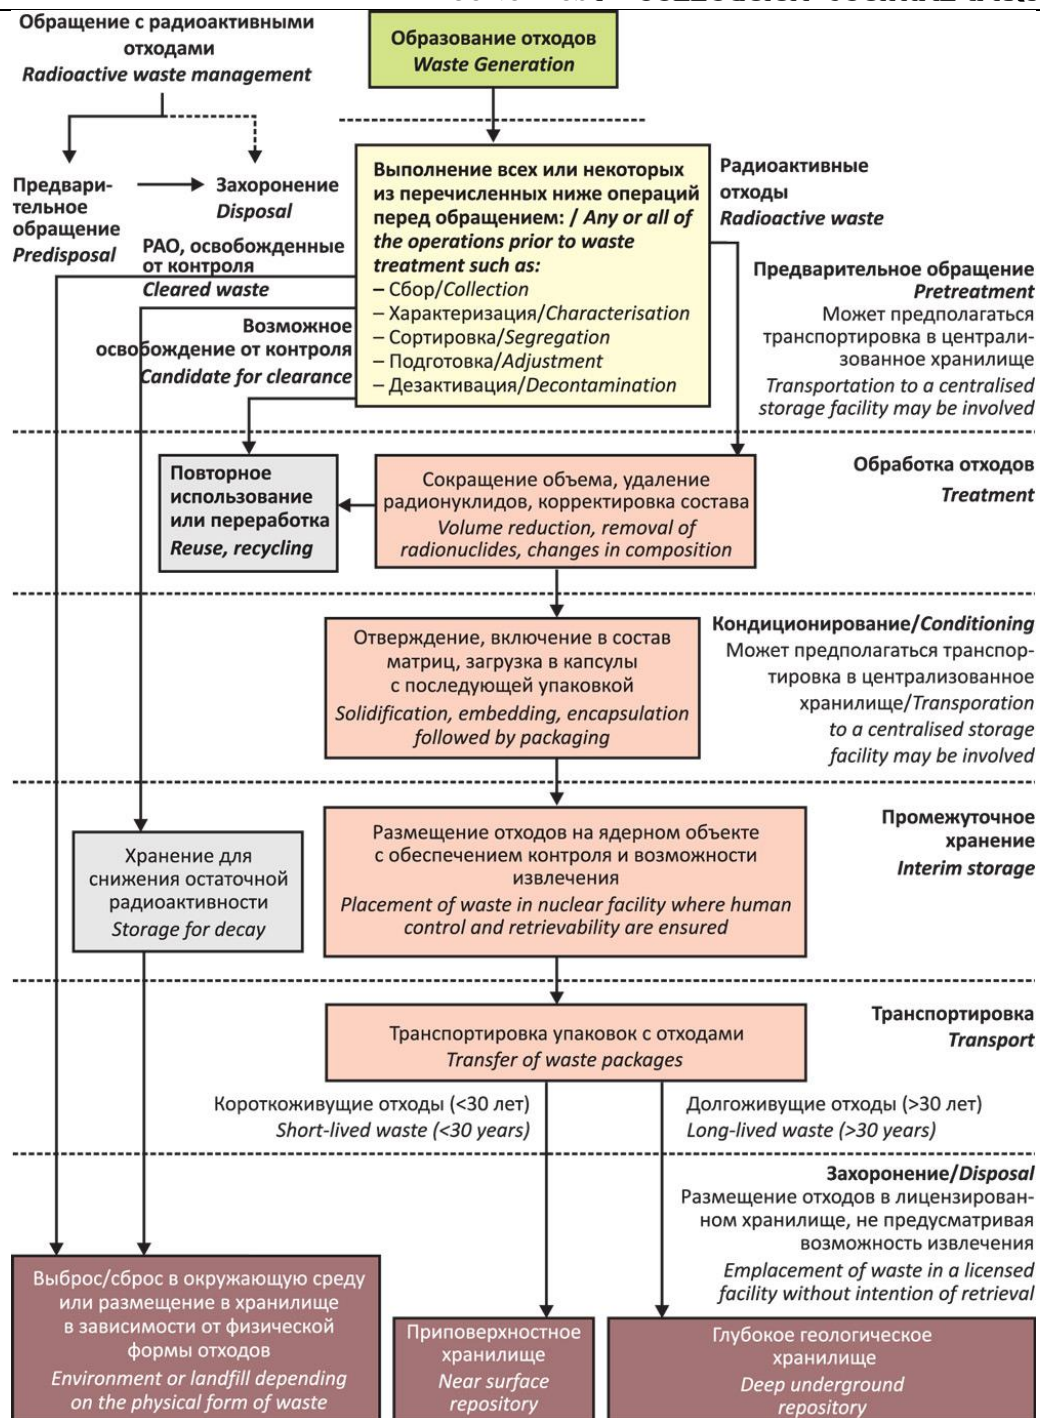 Обращение с радиоактивными
отходами
Radioactive waste management
Образование отходов
Waste Generation
Предвари-
тельное
обращение
Predisposal
Захоронение
Disposal
Выполнение всех или некоторых
из перечисленных ниже операций
перед обращением: / Any or all of
the operations prior to waste
treatment such as:
– Сбор/Collection
– Характеризация/Characterisation
– Сортировка/Segregation
– Подготовка/Adjustment
– Дезактивация/Decontamination
Радиоактивные
отходы
Radioactive waste
РАО, освобожденные
от контроля
Cleared waste
Возможное
освобождение от контроля
Candidate for clearance
Предварительное обращение
Pretreatment
Может предполагаться
транспортировка в централи-
зованное хранилище
Transportation to a centralised
storage facility may be involved
Повторное
использование
или переработка
Reuse, recycling
Сокращение объема, удаление
радионуклидов, корректировка состава
Volume reduction, removal of
radionuclides, changes in composition
Обработка отходов
Treatment
Отверждение, включение в состав
матриц, загрузка в капсулы
с последующей упаковкой
Solidification, embedding, encapsulation
followed by packaging
Кондиционирование/Conditioning
Может предполагаться транспор-
тировка в централизованное
хранилище/Transporation
to a centralised storage
facility may be involved
Хранение для
снижения остаточной
радиоактивности
Storage for decay
Размещение отходов на ядерном объекте
с обеспечением контроля и возможности
извлечения
Placement of waste in nuclear facility where human
control and retrievability are ensured
Промежуточное
хранение
Interim storage
Транспортировка упаковок с отходами
Transfer of waste packages
Транспортировка
Transport
Короткоживущие отходы (<30 лет)
Short-lived waste (<30 years)
Долгоживущие отходы (>30 лет)
Long-lived waste (>30 years)
Захоронение/Disposal
Размещение отходов в лицензирован-
ном хранилище, не предусматривая
возможность извлечения
Emplacement of waste in a licensed
facility without intention of retrieval
Выброс/сброс в окружающую среду
или размещение в хранилище
в зависимости от физической
формы отходов
Environment or landfill depending
on the physical form of waste
Приповерхностное
хранилище
Near surface
repository
Глубокое геологическое
хранилище
Deep underground
repository